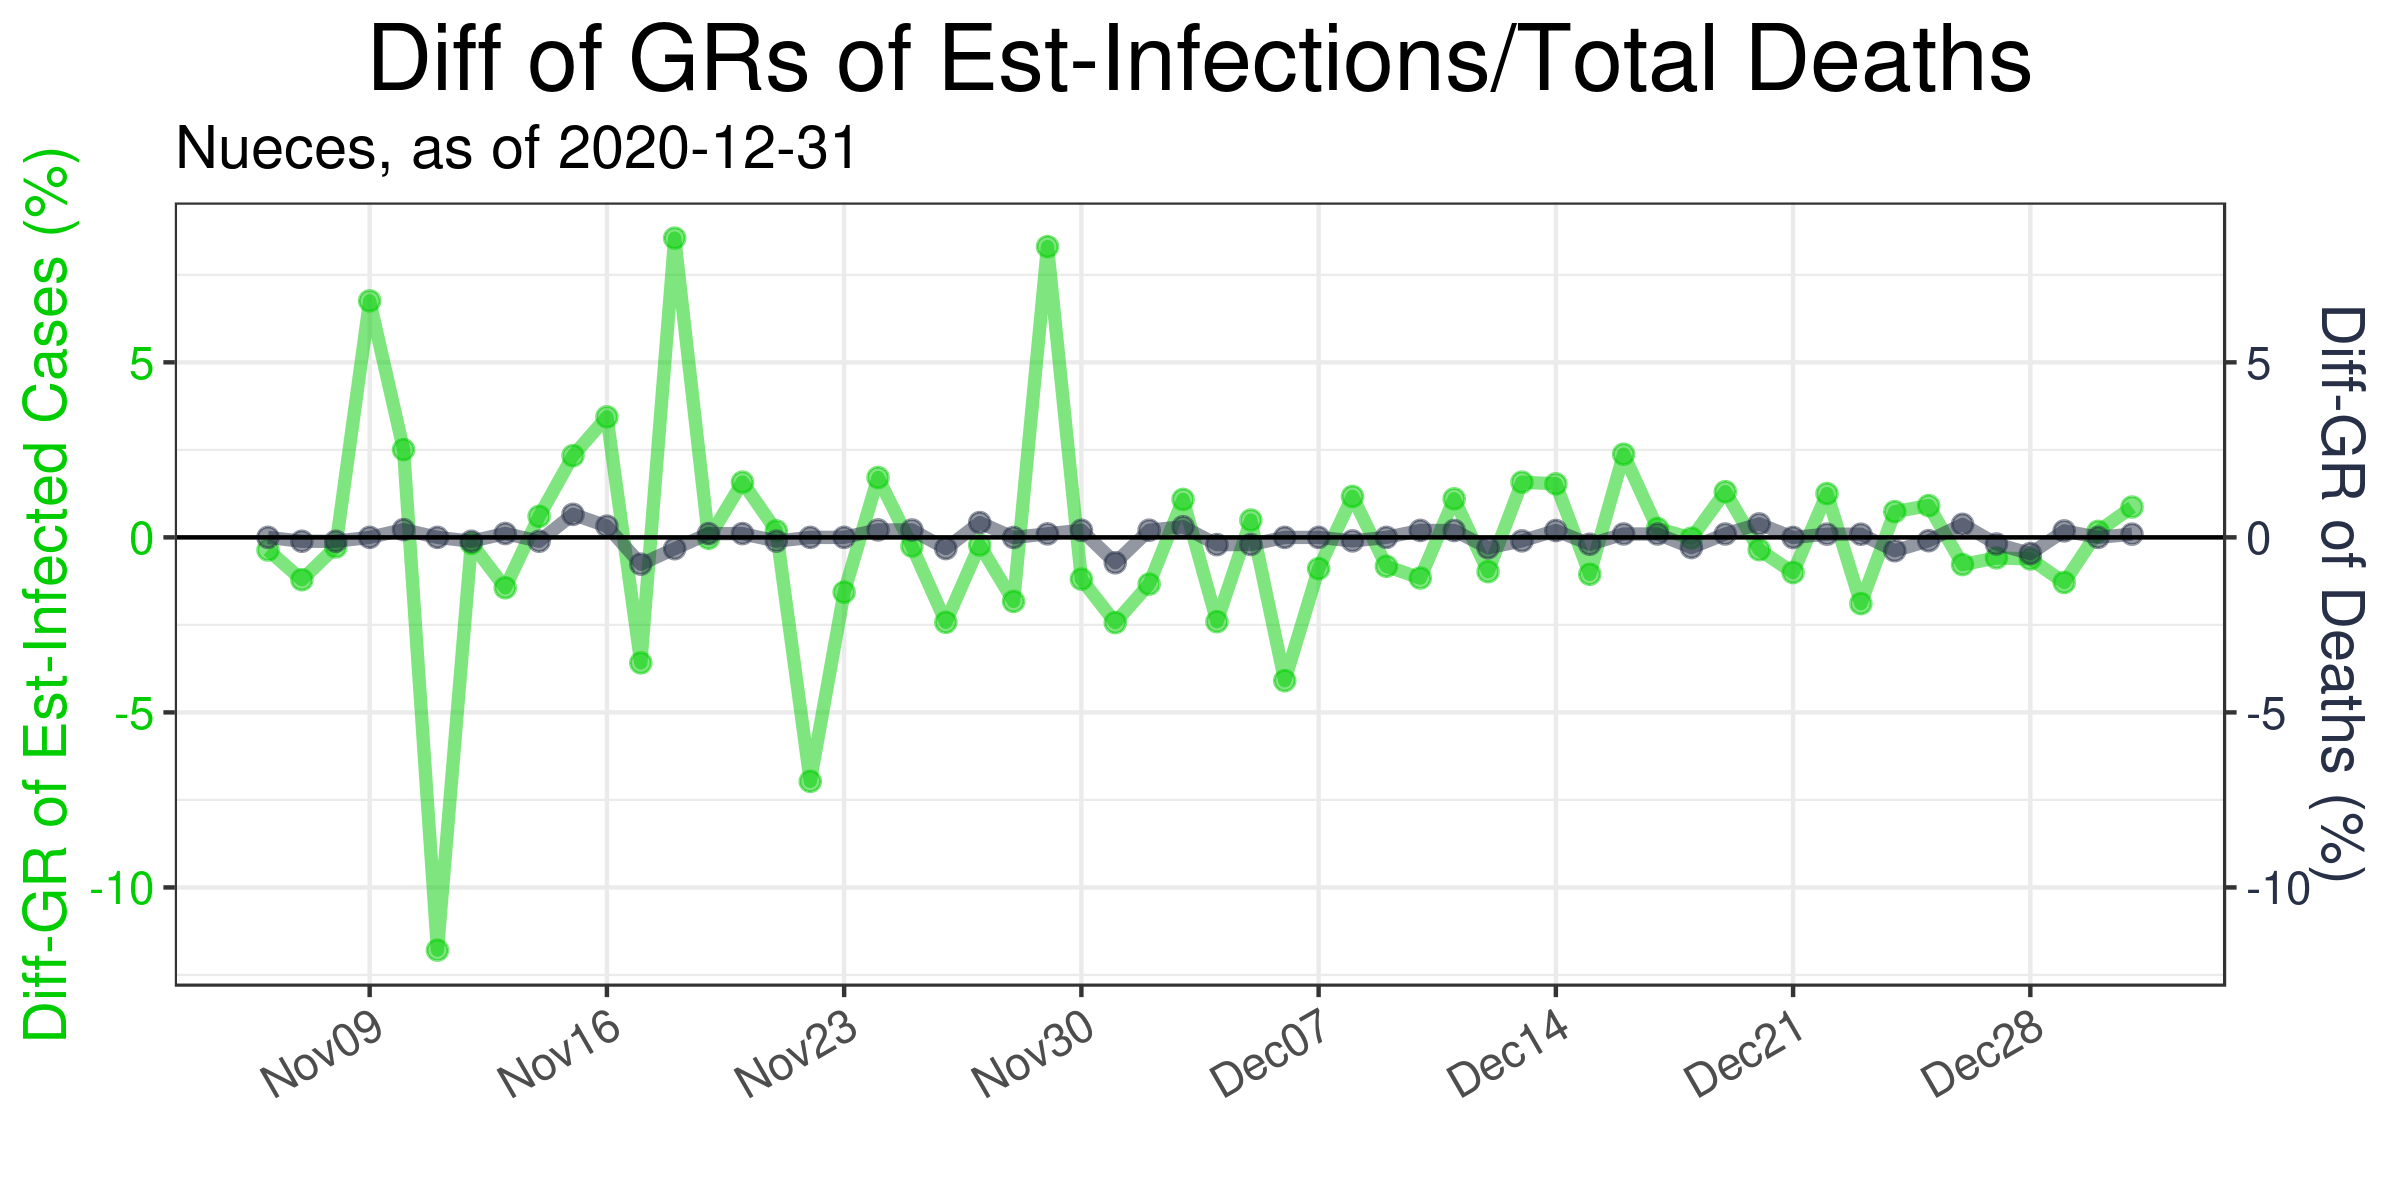 Diff of GRs of Est-Infections/Total Deaths
Nueces, as of 2020-12-31
Diff-GR of Est-Infected Cases (%)
5
0
-5
-10
5
0
-5
-10
Diff-GR of Deaths (%)
Nov09
Nov16
Nov23
Nov30
Dec07
Dec14
Dec21
Dec28